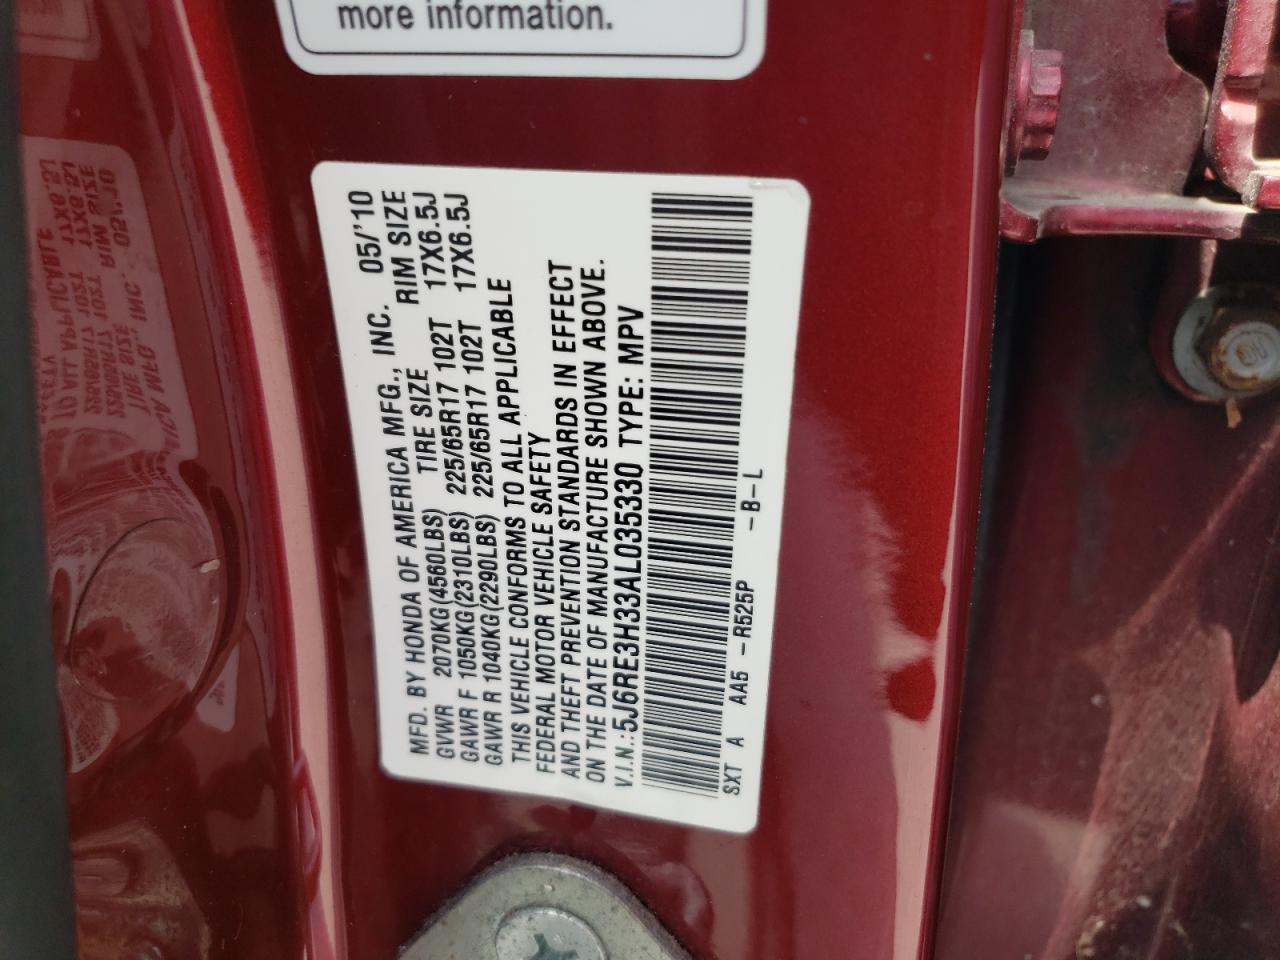 more information.
MFD. BY HONDA OF AMERICA MFG., INC. 05/'10
GVWR 2070KG(4560LBS) TIRE SIZE RIM SIZE
GAWR F 1050KG(2310LBS) 225/65R17 102T 17X6.5J
GAWR R 1040KG(2290LBS) 225/65R17 102T 17X6.5J
THIS VEHICLE CONFORMS TO ALL APPLICABLE
FEDERAL MOTOR VEHICLE SAFETY
AND THEFT PREVENTION STANDARDS IN EFFECT
ON THE DATE OF MANUFACTURE SHOWN ABOVE.
V.I.N.:5J6RE3H33AL035330 TYPE: MPV
SXT A AA5 -R525P -B-L